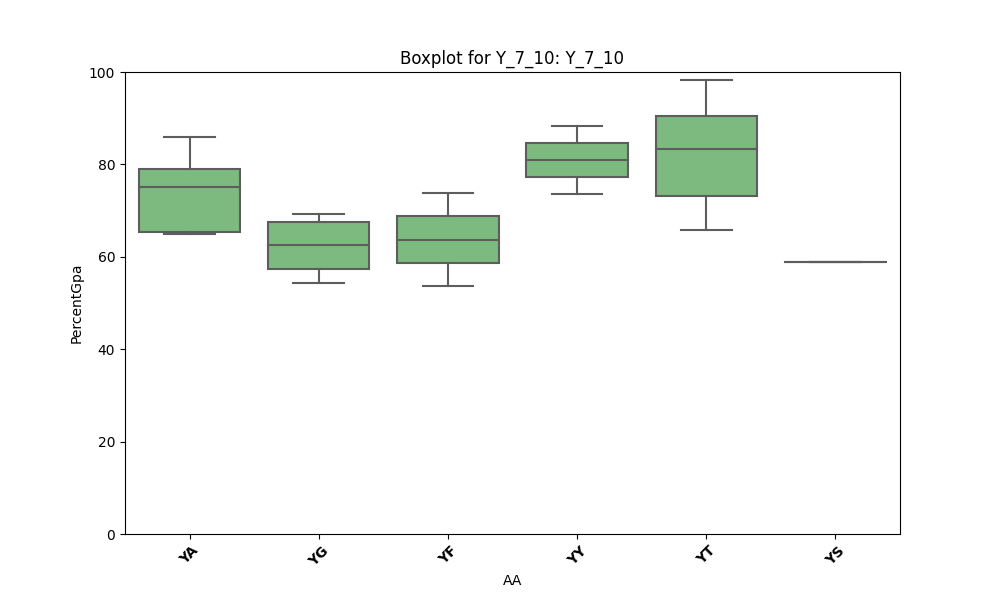 Boxplot for Y_7_10: Y_7_10
100
80
60
40
20
0
PercentGpa
YA
YG
YF
YY
YT
YS
AA